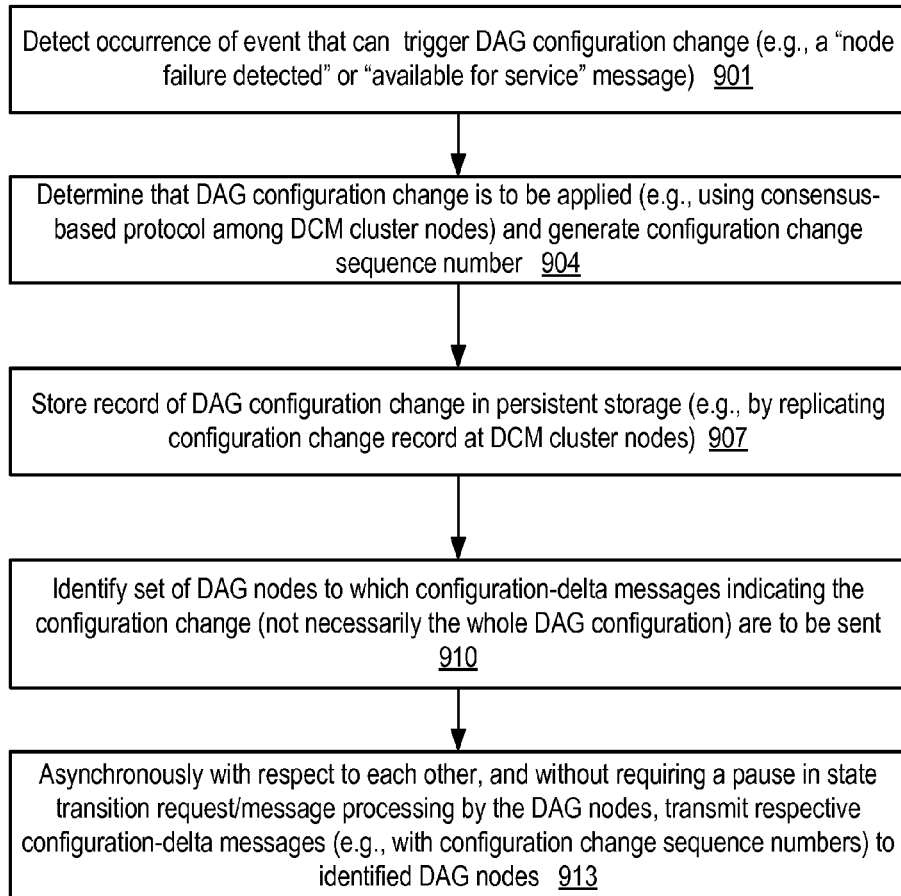 Detect occurrence of event that can trigger DAG configuration change (e.g., a “node
failure detected” or “available for service” message) 901
Determine that DAG configuration change is to be applied (e.g., using consensus-
based protocol among DCM cluster nodes) and generate configuration change
sequence number 904
Store record of DAG configuration change in persistent storage (e.g., by replicating
configuration change record at DCM cluster nodes) 907
Identify set of DAG nodes to which configuration-delta messages indicating the
configuration change (not necessarily the whole DAG configuration) are to be sent
910
Asynchronously with respect to each other, and without requiring a pause in state
transition request/message processing by the DAG nodes, transmit respective
configuration-delta messages (e.g., with configuration change sequence numbers) to
identified DAG nodes 913